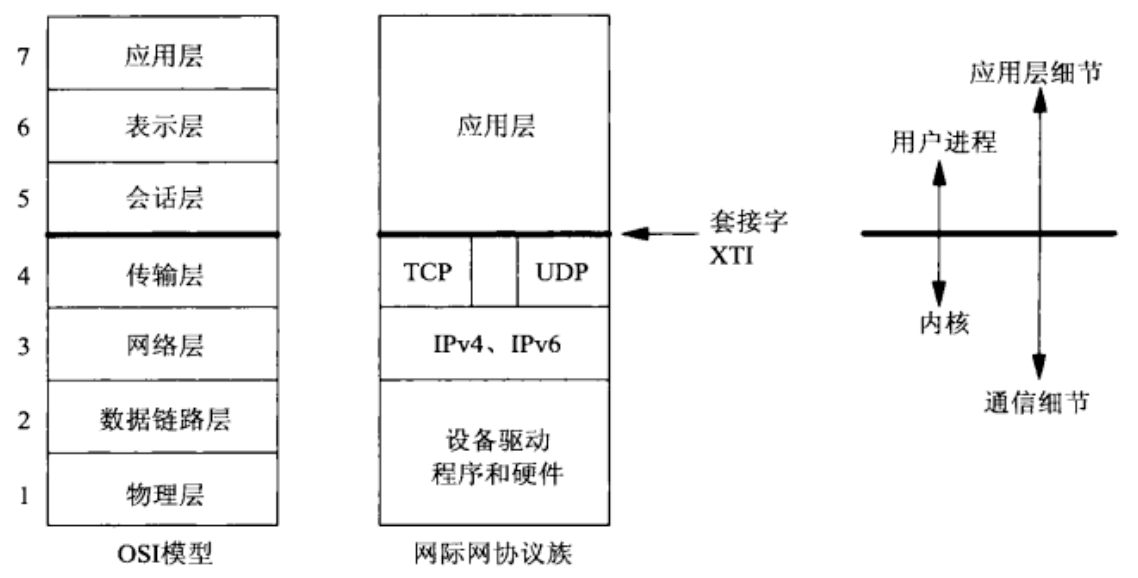 7
应用层
6
表示层
5
会话层
4
传输层
3
网络层
2
数据链路层
1
物理层
OSI模型
应用层
TCP
UDP
IPv4、IPv6
设备驱动
程序和硬件
网际网协议族
套接字
XTI
应用层细节
用户进程
内核
通信细节